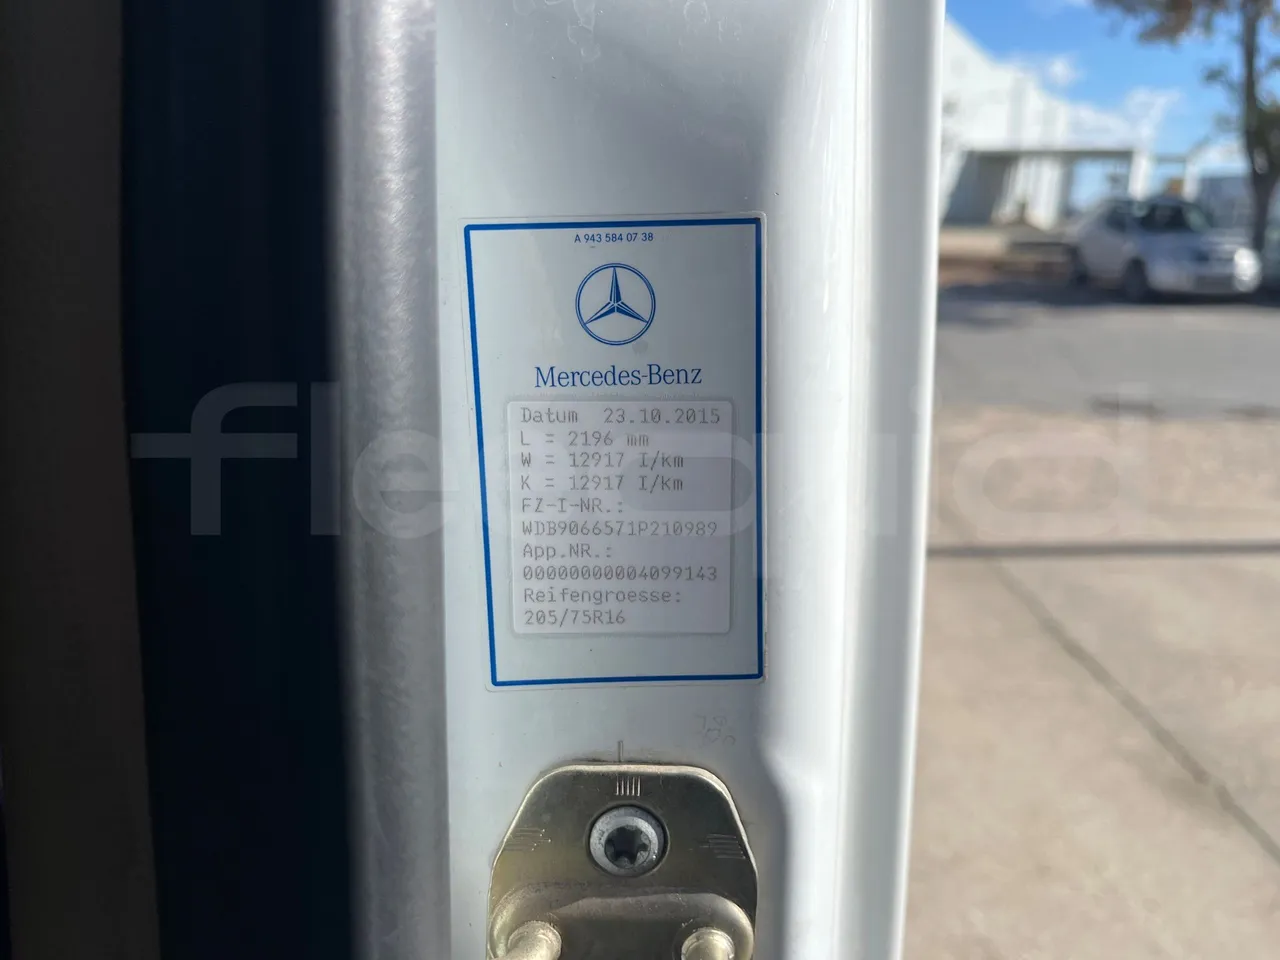 A 943 584 07 38
Mercedes-Benz
Datum 23.10.2015
L = 2196 mm
W = 12917 I/km
K = 12917 I/km
FZ-I-NR.:
WDB9066571P210989
App.NR.:
00000000004099143
Reifengroesse:
205/75R16